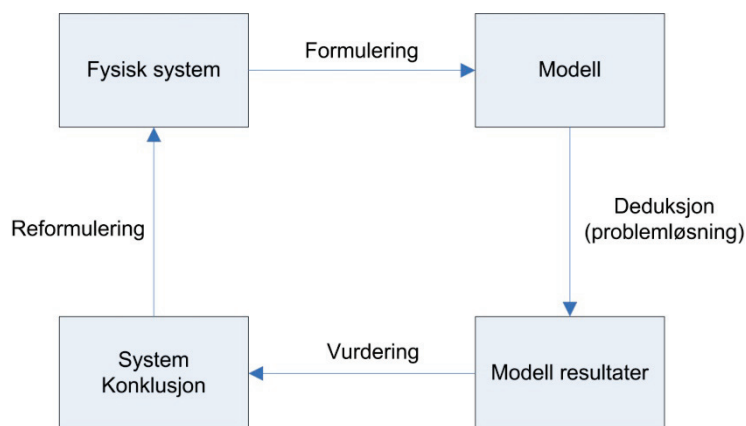 Fysisk system
Formulering
Modell
Reformulering
Deduksjon
(problemløsning)
System
Konklusjon
Vurdering
Modell resultater